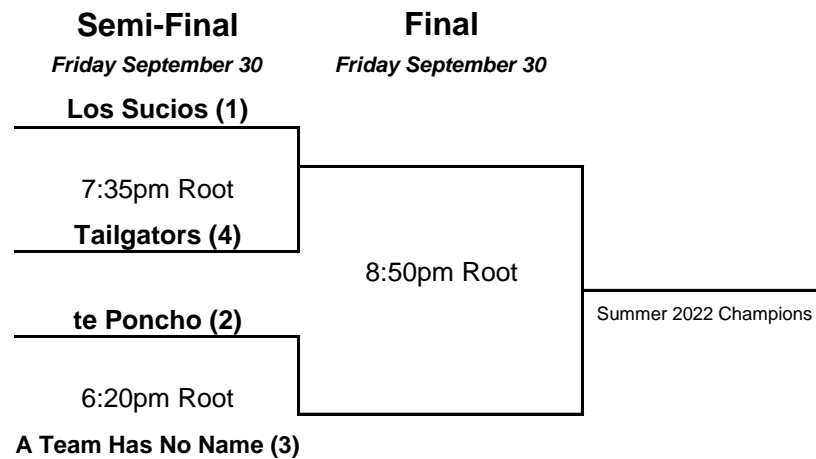 Semi-Final
Final
Friday September 30
Friday September 30
Los Sucios (1)
7:35pm Root
Tailgators (4)
8:50pm Root
te Poncho (2)
Summer 2022 Champions
6:20pm Root
A Team Has No Name (3)